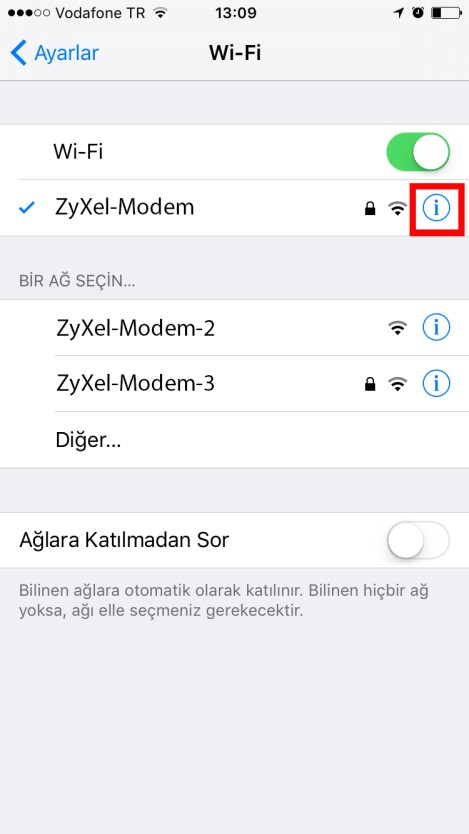 Vodafone TR 13:09
Ayarlar Wi-Fi
Wi-Fi
ZyXel-Modem
BİR AĞ SEÇİN...
ZyXel-Modem-2
ZyXel-Modem-3
Diğer...
Ağlara Katılmadan Sor
Bilinen ağlara otomatik olarak katılınır. Bilinen hiçbir ağ
yoksa, ağı elle seçmeniz gerekecektir.